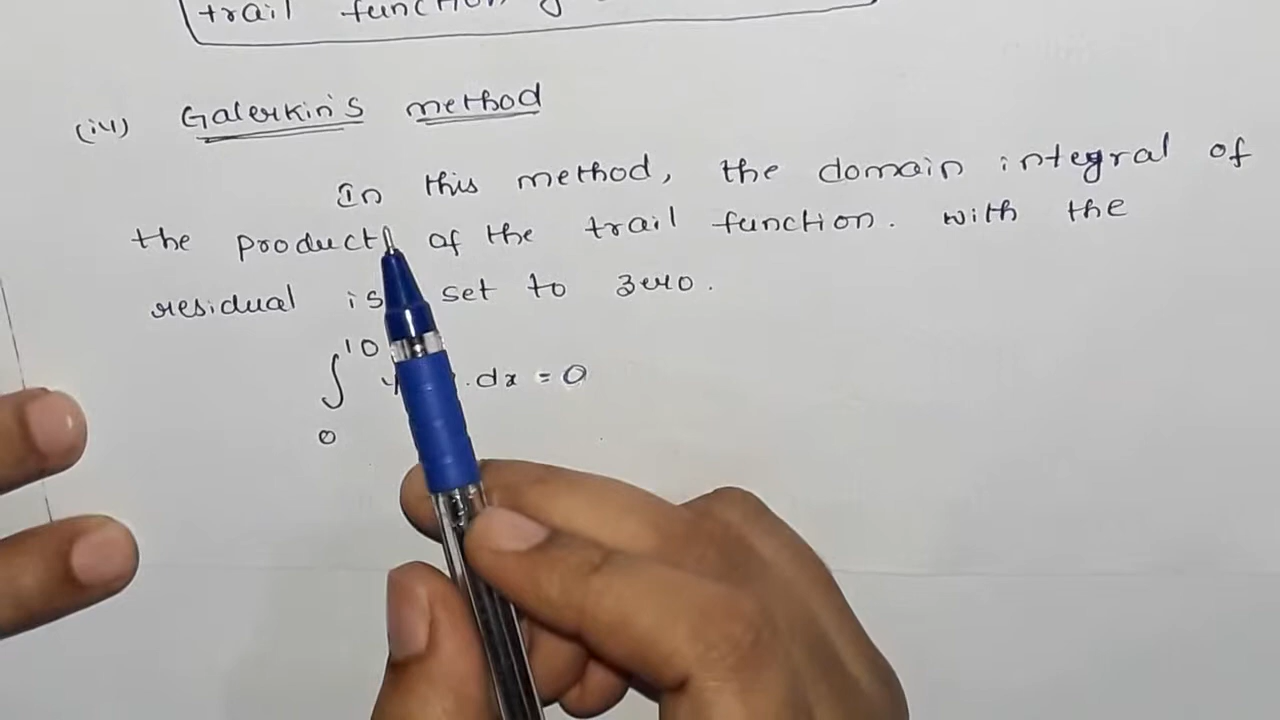 trail function
(iv) Galerkin's method
In this method, the domain integral of
the product of the trail function. with the
residual is set to zero.
∫ 10
. dx = 0
0